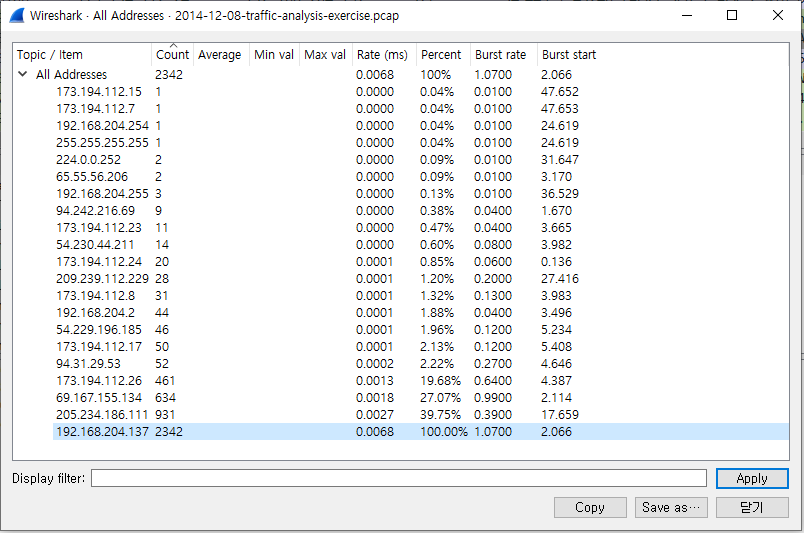 Wireshark · All Addresses · 2014-12-08-traffic-analysis-exercise.pcap
Topic / Item Count Average Min val Max val Rate (ms) Percent Burst rate Burst start
All Addresses 2342 0.0068 100% 1.0700 2.066
173.194.112.15 1 0.0000 0.04% 0.0100 47.652
173.194.112.7 1 0.0000 0.04% 0.0100 47.653
192.168.204.254 1 0.0000 0.04% 0.0100 24.619
255.255.255.255 1 0.0000 0.04% 0.0100 24.619
224.0.0.252 2 0.0000 0.09% 0.0100 31.647
65.55.56.206 2 0.0000 0.09% 0.0100 3.170
192.168.204.255 3 0.0000 0.13% 0.0100 36.529
94.242.216.69 9 0.0000 0.38% 0.0400 1.670
173.194.112.23 11 0.0000 0.47% 0.0400 3.665
54.230.44.211 14 0.0000 0.60% 0.0800 3.982
173.194.112.24 20 0.0001 0.85% 0.0600 0.136
209.239.112.229 28 0.0001 1.20% 0.2000 27.416
173.194.112.8 31 0.0001 1.32% 0.1300 3.983
192.168.204.2 44 0.0001 1.88% 0.0400 3.496
54.229.196.185 46 0.0001 1.96% 0.1200 5.234
173.194.112.17 50 0.0001 2.13% 0.1200 5.408
94.31.29.53 52 0.0002 2.22% 0.2700 4.646
173.194.112.26 461 0.0013 19.68% 0.6400 4.387
69.167.155.134 634 0.0018 27.07% 0.9900 2.114
205.234.186.111 931 0.0027 39.75% 0.3900 17.659
192.168.204.137 2342 0.0068 100.00% 1.0700 2.066
Display filter: Apply
Copy Save as… 닫기